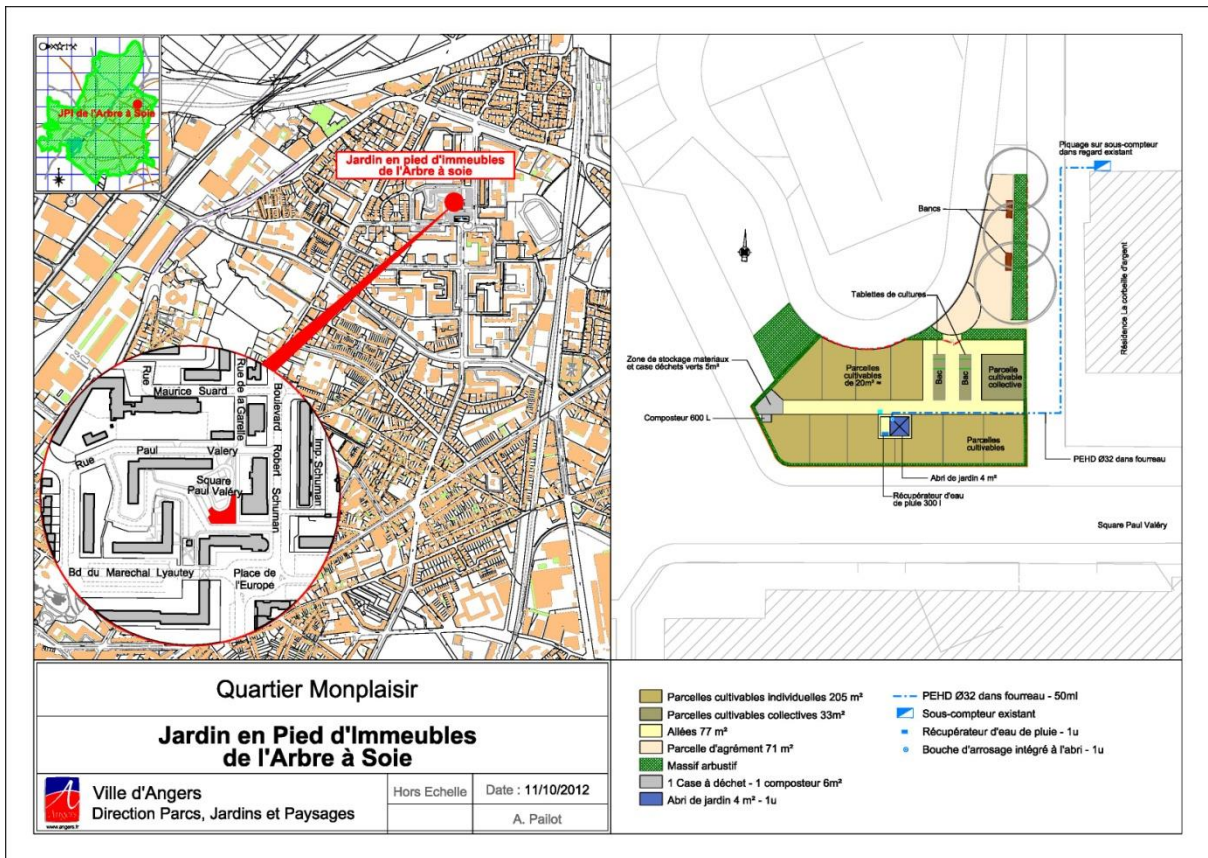 JPI de l'Arbre à Soie
Jardin en pied d'immeubles
de l'Arbre à soie
Rue
Maurice Suard
Rue de la Garelle
Boulevard Robert Schuman
Imp. Schuman
Rue Paul Valery
Square
Paul Valéry
Bd du Marechal Lyautey
Place de
l'Europe
Piquage sur sous-compteur
dans regard existant
Bancs
Résidence La corbeille d'argent
Tablettes de cultures
Zone de stockage materiaux
et case déchets verts 5m³
Parcelles
cultivables
de 20m² =
Bac
Bac
Parcelle
cultivable
collective
Composteur 600 L
Parcelles
cultivables
PEHD Ø32 dans fourreau
Abri de jardin 4 m²
Récupérateur d'eau
de pluie 300 l
Square Paul Valéry
Quartier Monplaisir
Jardin en Pied d'Immeubles
de l'Arbre à Soie
Angers
www.angers.fr
Ville d'Angers
Direction Parcs, Jardins et Paysages
Hors Echelle
Date : 11/10/2012
A. Pailot
Parcelles cultivables individuelles 205 m²
Parcelles cultivables collectives 33m²
Allées 77 m²
Parcelle d'agrément 71 m²
Massif arbustif
1 Case à déchet - 1 composteur 6m²
Abri de jardin 4 m² - 1u
PEHD Ø32 dans fourreau - 50ml
Sous-compteur existant
Récupérateur d'eau de pluie - 1u
Bouche d'arrosage intégré à l'abri - 1u